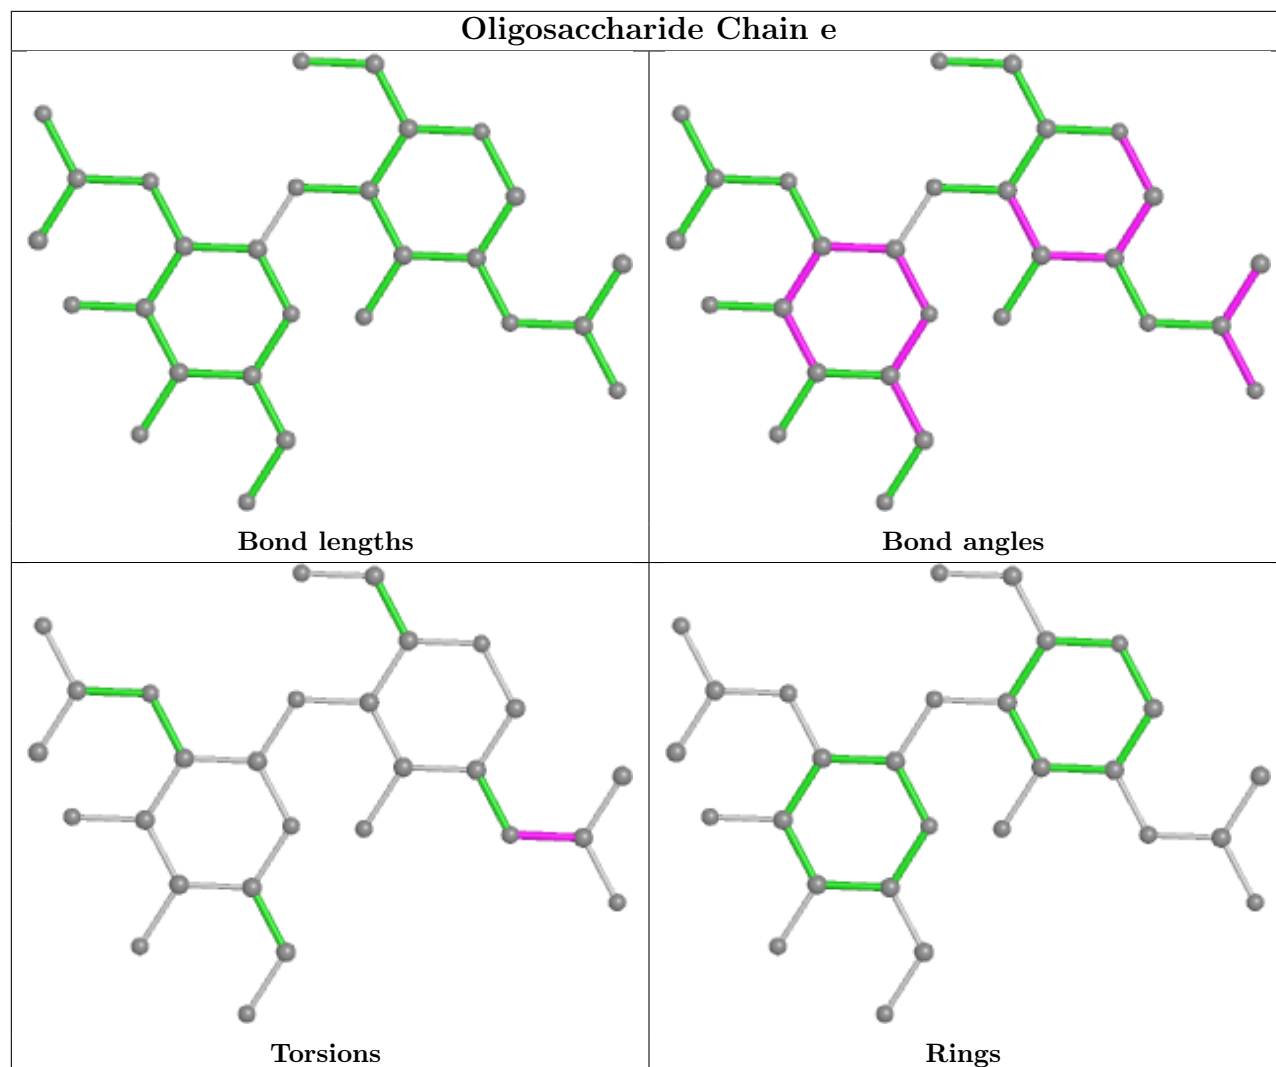 Oligosaccharide Chain e
Bond lengths
Bond angles
Torsions
Rings